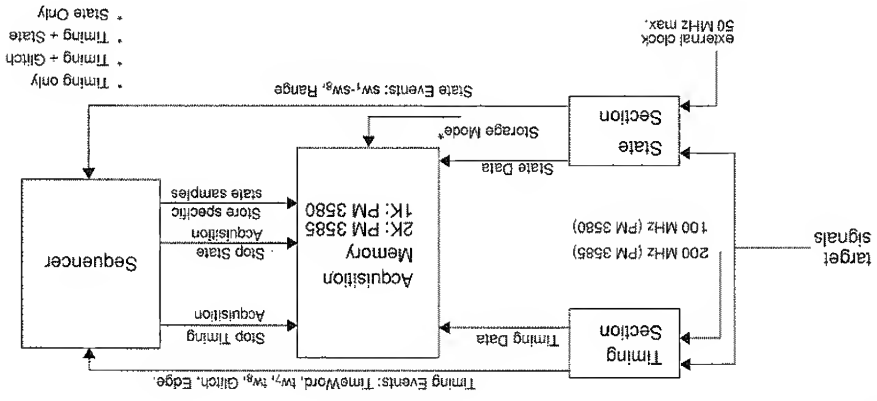 Timing Events: TimeWord, tw7, tw8, Glitch, Edge.
Timing
Section
Timing Data
Stop Timing
Acquisition
target
signals
200 MHz (PM 3585)
100 MHz (PM 3580)
Acquisition
Memory
2K: PM 3585
1K: PM 3580
Sequencer
Stop State
Acquisition
Store specific
state samples
State
Section
State Data
Storage Mode*
State Events: sw1-sw8, Range
external clock
50 MHz max.
* Timing only
* Timing + Glitch
* Timing + State
* State Only